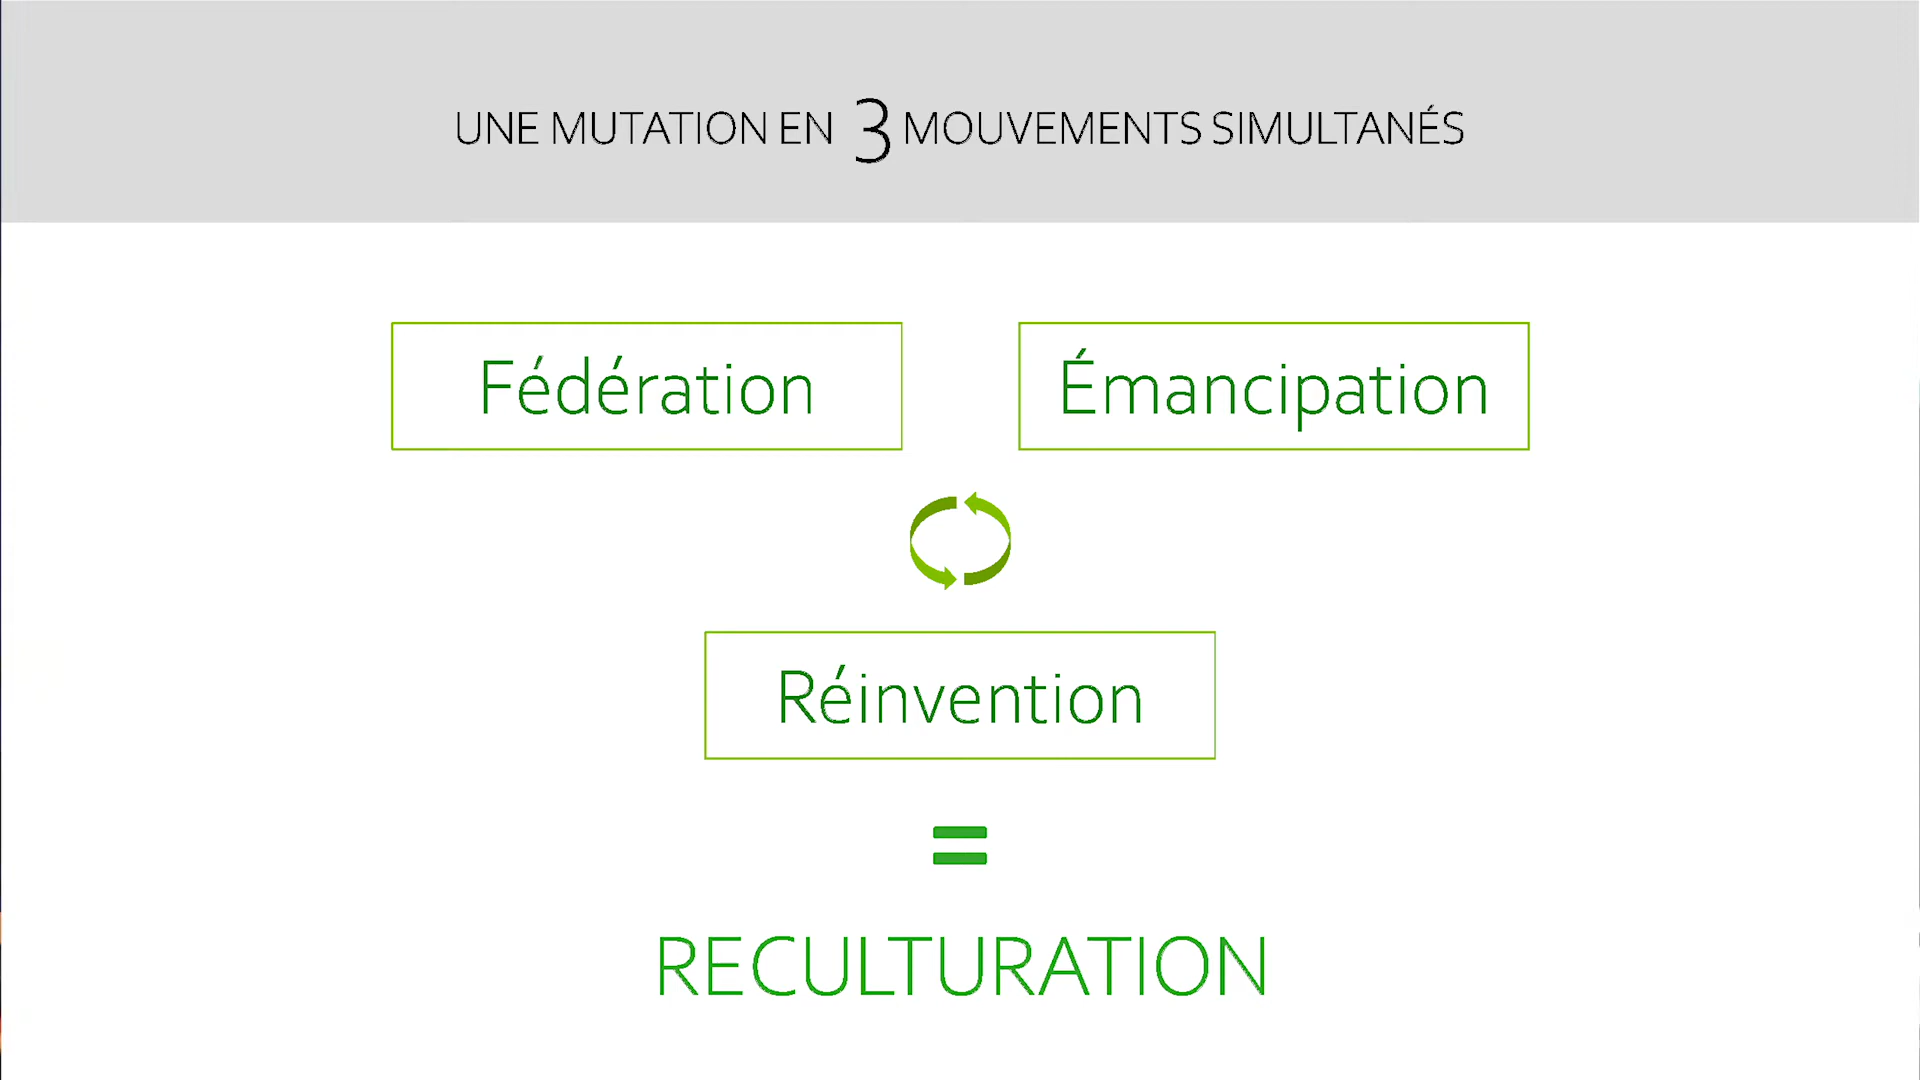 UNE MUTATION EN 3 MOUVEMENTS SIMULTANÉS
Fédération
Émancipation
Réinvention
=
RECULTURATION